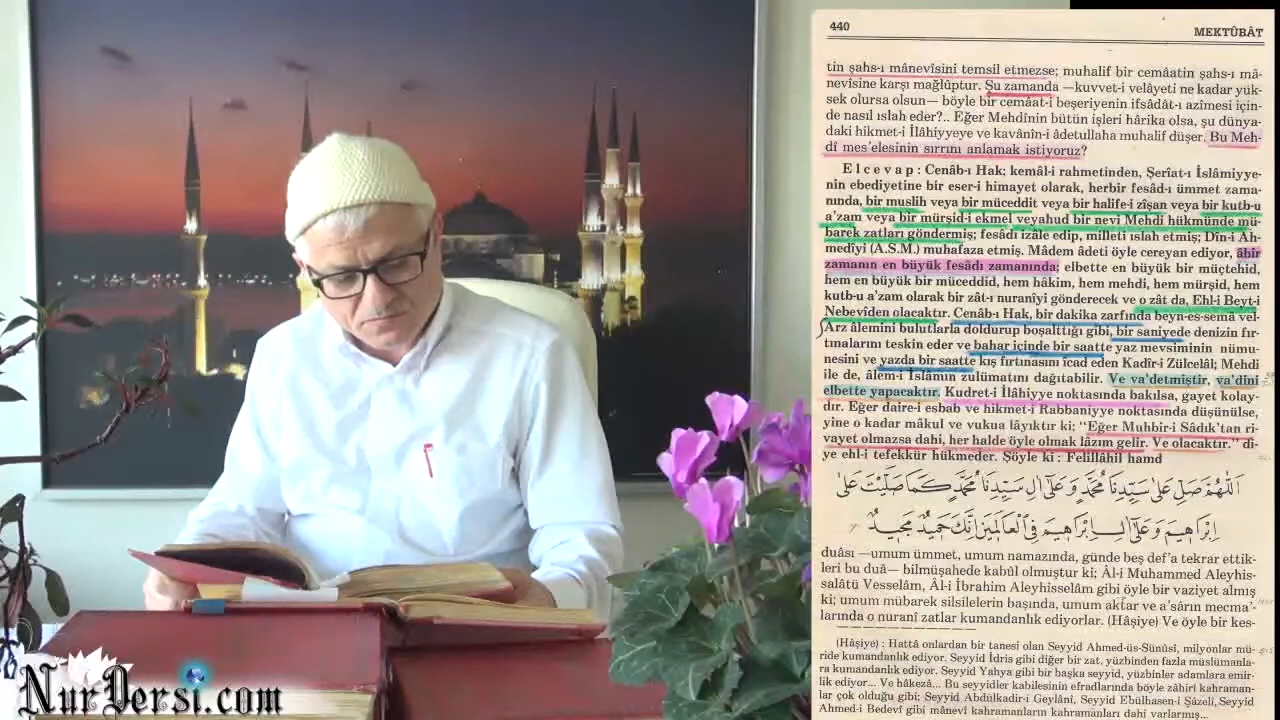 440
MEKTÛBÂT
tin şahs-ı mânevîsini temsil etmezse; muhalif bir cemâatin şahs-ı mâ-
nevîsine karşı mağlûptur. Şu zamanda —kuvvet-i velâyeti ne kadar yük-
sek olursa olsun— böyle bir cemâat-i beşeriyenin ifsâdât-ı azîmesi için-
de nasıl ıslah eder?.. Eğer Mehdînin bütün işleri hârika olsa, şu dünya-
daki hikmet-i İlâhiyyeye ve kavânîn-i âdetullaha muhalif düşer. Bu Meh-
dî mes'elesinin sırrını anlamak istiyoruz?
Elcevap: Cenâb-ı Hak; kemâl-i rahmetinden, Şerîat-ı İslâmiyye-
nin ebediyetine bir eser-i himayet olarak, herbir fesâd-ı ümmet zama-
nında, bir muslih veya bir müceddit veya bir halife-i zîşan veya bir kutb-u
a'zam veya bir mürşid-i ekmel veyahud bir nevi Mehdî hükmünde mü-
barek zatları göndermiş; fesâdı izâle edip, milleti ıslah etmiş; Dîn-i Ah-
medîyi (A.S.M.) muhafaza etmiş. Mâdem âdeti öyle cereyan ediyor, âhir
zamanın en büyük fesâdı zamanında; elbette en büyük bir müçtehid,
hem en büyük bir müceddid, hem hâkim, hem mehdi, hem mürşid, hem
kutb-u a'zam olarak bir zât-ı nuranîyi gönderecek ve o zât da, Ehl-i Beyt-i
Nebevîden olacaktır. Cenâb-ı Hak, bir dakika zarfında beyn-es-semâ vel-
Arz âlemini bulutlarla doldurup boşalttığı gibi, bir saniyede denizin fır-
tınalarını teskin eder ve bahar içinde bir saatte yaz mevsiminin nümu-
nesini ve yazda bir saatte kış fırtınasını îcad eden Kadîr-i Zülcelâl; Mehdi
ile de, âlem-i İslâmın zulümatını dağıtabilir. Ve va'detmiştir, va'dini
elbette yapacaktır. Kudret-i İlâhiyye noktasında bakılsa, gayet kolay-
dır. Eğer daire-i esbab ve hikmet-i Rabbaniyye noktasında düşünülse,
yine o kadar mâkul ve vukua lâyıktır ki; "Eğer Muhbir-i Sâdık'tan ri-
vayet olmazsa dahi, her halde öyle olmak lâzım gelir. Ve olacaktır." di-
ye ehl-i tefekkür hükmeder. Şöyle ki: Felillâhil hamd
اَللّٰهُمَّ صَلِّ عَلٰى سَيِّدِنَا مُحَمَّدٍ وَعَلٰى اٰلِ سَيِّدِنَا مُحَمَّدٍ كَمَا صَلَّيْتَ عَلٰى
اِبْرَاهِيمَ وَعَلٰى اٰلِ اِبْرَاهِيمَ فِى الْعَالَمِينَ اِنَّكَ حَمِيدٌ مَجِيدٌ
duâsı —umum ümmet, umum namazında, günde beş def'a tekrar ettik-
leri bu duâ— bilmüşahede kabûl olmuştur ki; Âl-i Muhammed Aleyhis-
salâtü Vesselâm, Âl-i İbrahim Aleyhisselâm gibi öyle bir vaziyet almış
ki; umum mübarek silsilelerin başında, umum aktar ve a'sârın mecma'-
larında o nuranî zatlar kumandanlık ediyorlar. (Hâşiye) Ve öyle bir kes-
(Hâşiye) : Hattâ onlardan bir tanesi olan Seyyid Ahmed-üs-Sünûsî, milyonlar mü-
ride kumandanlık ediyor. Seyyid İdris gibi diğer bir zat, yüzbinden fazla müslümanla-
ra kumandanlık ediyor. Seyyid Yahya gibi bir başka seyyid, yüzbinler adamlara emir-
lik ediyor... Ve hâkezâ... Bu seyyidler kabilesinin efradlarında böyle zâhirî kahraman-
lar çok olduğu gibi; Seyyid Abdülkadir-i Geylânî, Seyyid Ebülhasen-i Şâzelî, Seyyid
Ahmed-i Bedevî gibi mânevî kahramanların kahramanları dahi varlarmış...
NurDersi.com